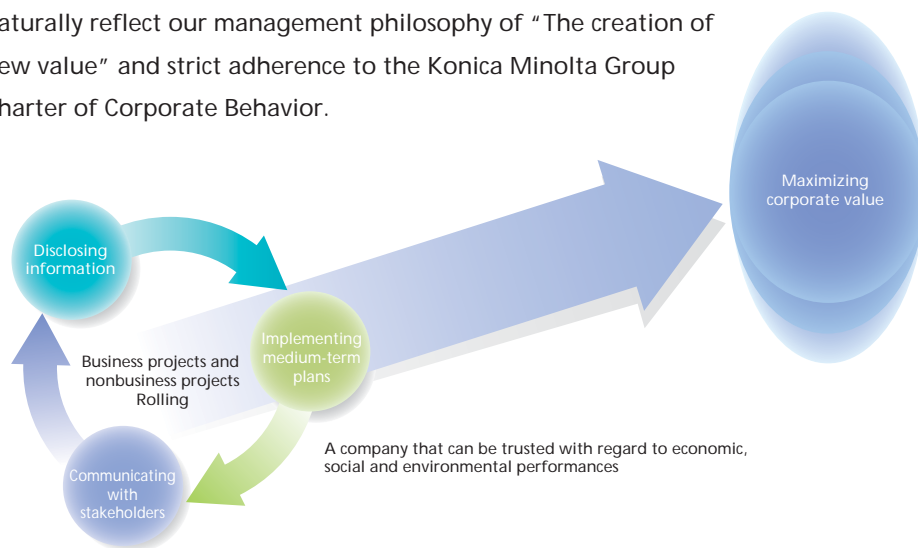 aturally reflect our management philosophy of “The creation of
ew value” and strict adherence to the Konica Minolta Group
harter of Corporate Behavior.
Maximizing
corporate value
Disclosing
information
Implementing
medium-term
plans
Business projects and
nonbusiness projects
Rolling
A company that can be trusted with regard to economic,
social and environmental performances
Communicating
with
stakeholders